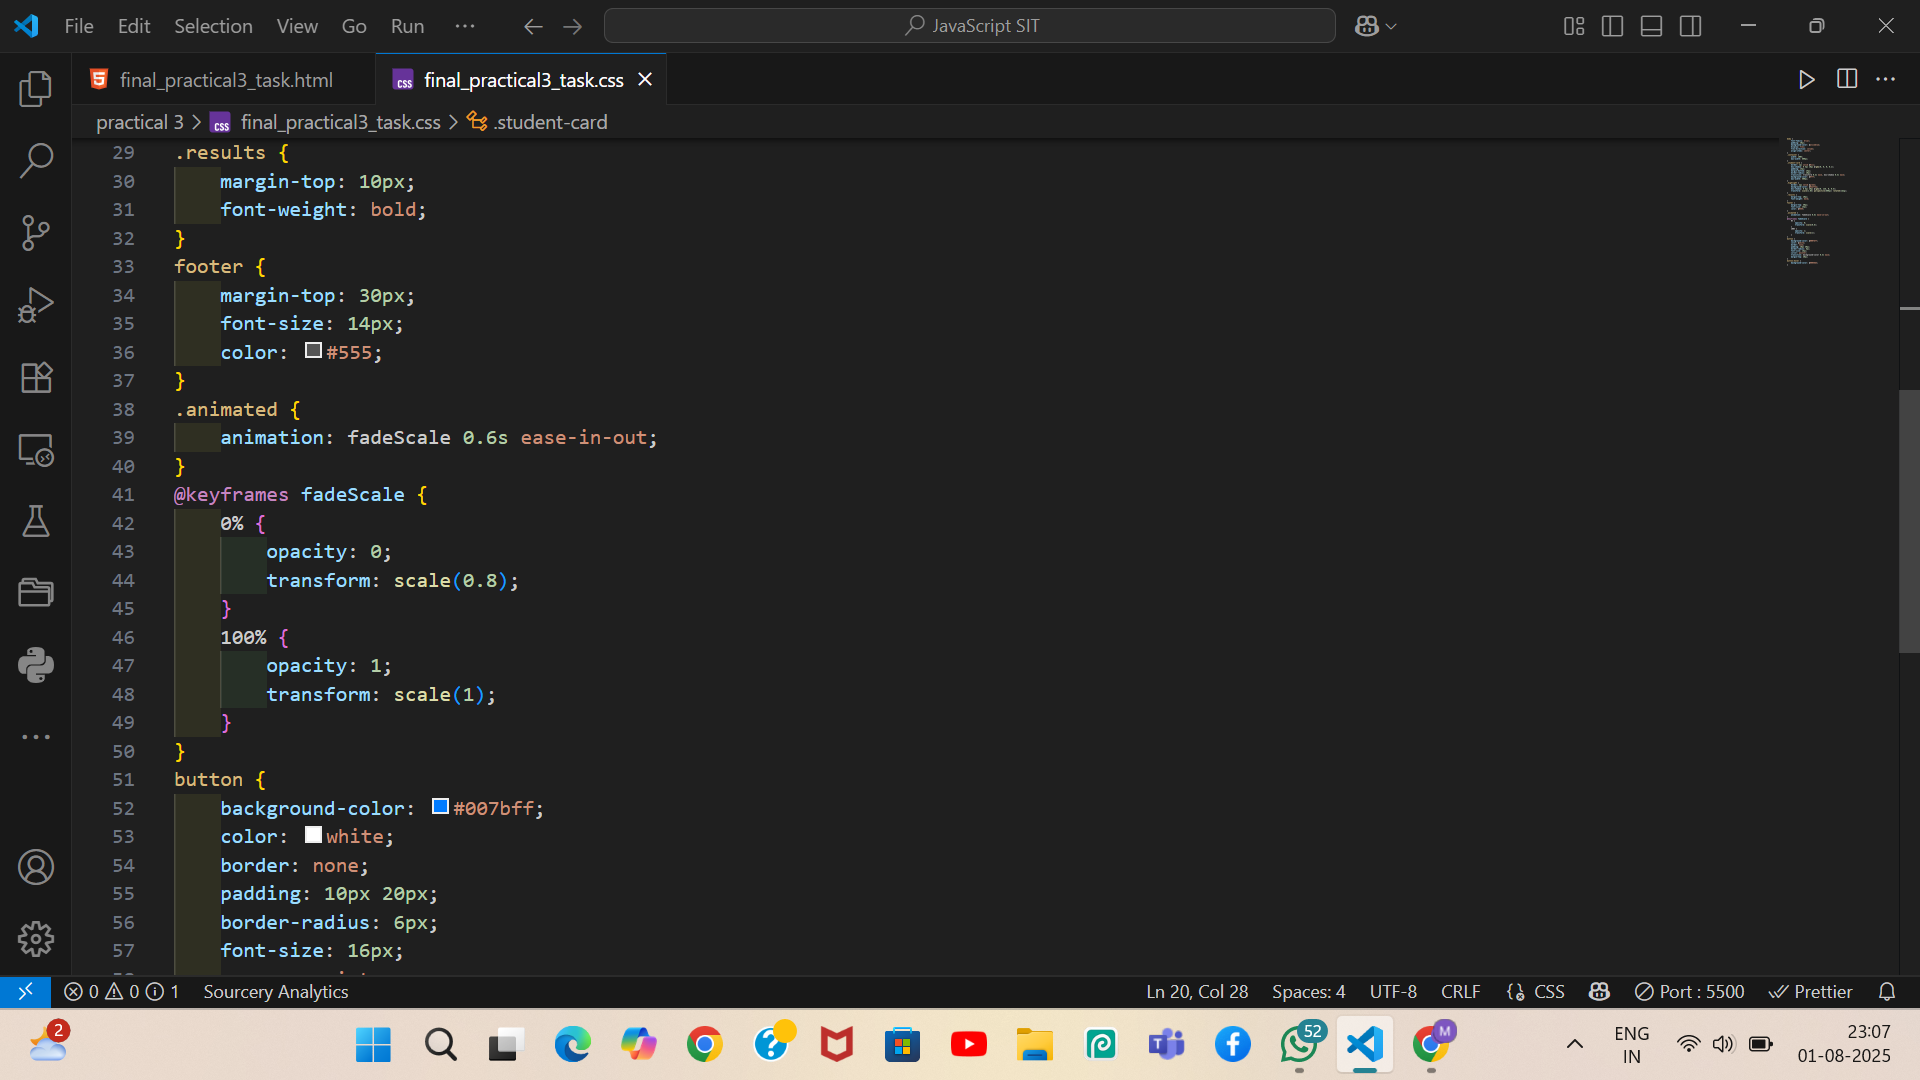 File Edit Selection View Go Run ··· JavaScript SIT
final_practical3_task.html final_practical3_task.css
practical 3 > final_practical3_task.css > .student-card
29 .results {
30 margin-top: 10px;
31 font-weight: bold;
32 }
33 footer {
34 margin-top: 30px;
35 font-size: 14px;
36 color: #555;
37 }
38 .animated {
39 animation: fadeScale 0.6s ease-in-out;
40 }
41 @keyframes fadeScale {
42 0% {
43 opacity: 0;
44 transform: scale(0.8);
45 }
46 100% {
47 opacity: 1;
48 transform: scale(1);
49 }
50 }
51 button {
52 background-color: #007bff;
53 color: white;
54 border: none;
55 padding: 10px 20px;
56 border-radius: 6px;
57 font-size: 16px;
0 0 1 Sourcery Analytics Ln 20, Col 28 Spaces: 4 UTF-8 CRLF CSS Port : 5500 Prettier
2 52 M ENG 23:07
IN 01-08-2025